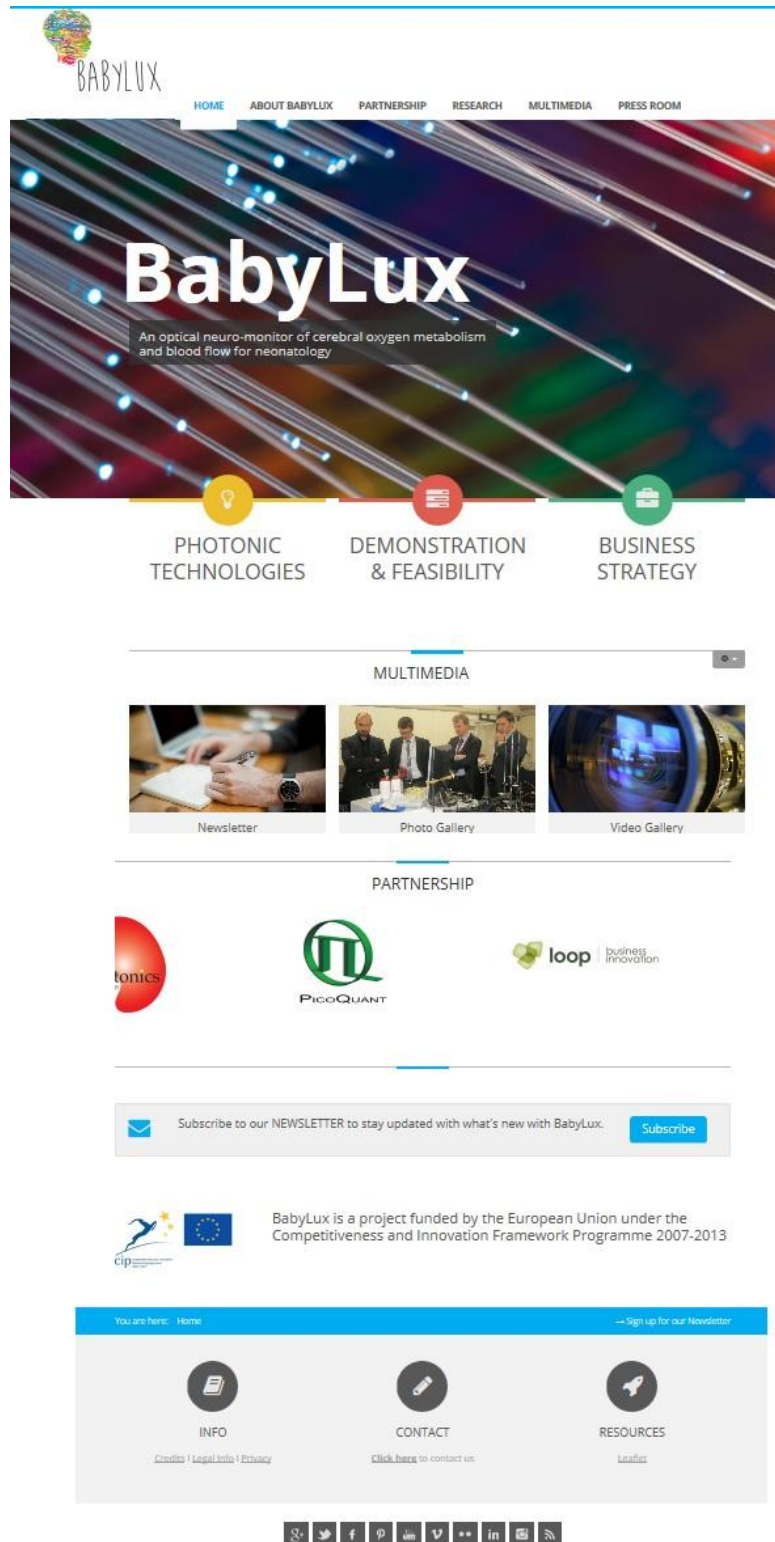 BABYLUX
HOME ABOUT BABYLUX PARTNERSHIP RESEARCH MULTIMEDIA PRESS ROOM
BabyLux
An optical neuro-monitor of cerebral oxygen metabolism
and blood flow for neonatology
PHOTONIC
TECHNOLOGIES
DEMONSTRATION
& FEASIBILITY
BUSINESS
STRATEGY
MULTIMEDIA
Newsletter
Photo Gallery
Video Gallery
PARTNERSHIP
tonics
PICOQUANT
loop business
innovation
Subscribe to our NEWSLETTER to stay updated with what's new with BabyLux.
Subscribe
cip
BabyLux is a project funded by the European Union under the
Competitiveness and Innovation Framework Programme 2007-2013
You are here: Home
→ Sign up for our Newsletter
INFO
Credits | Legal Info | Privacy
CONTACT
Click here to contact us
RESOURCES
Leaflet